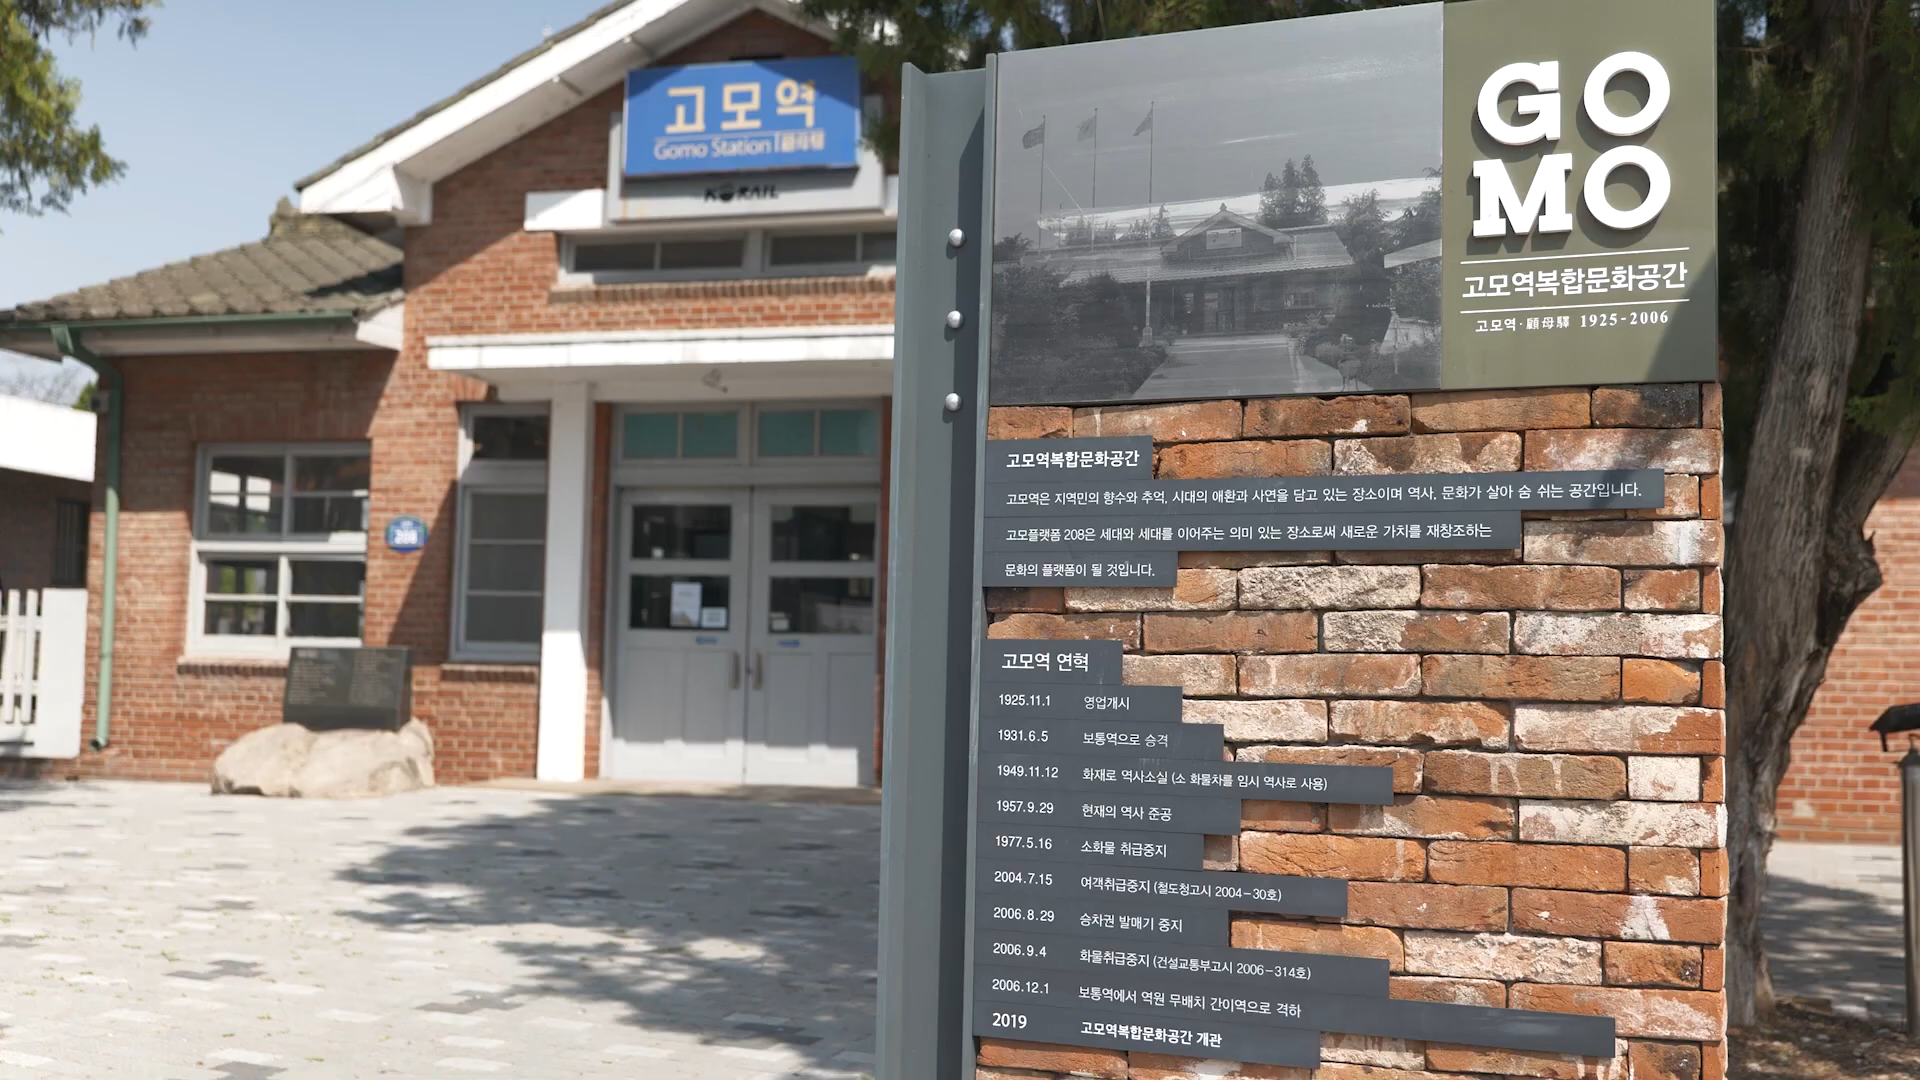 고모역
Gomo Station 顧母驛
KORAIL
208
GO
MO
고모역복합문화공간
고모역·顧母驛 1925-2006
고모역복합문화공간
고모역은 지역민의 향수와 추억, 시대의 애환과 사연을 담고 있는 장소이며 역사, 문화가 살아 숨 쉬는 공간입니다.
고모플랫폼 208은 세대와 세대를 이어주는 의미 있는 장소로써 새로운 가치를 재창조하는
문화의 플랫폼이 될 것입니다.
고모역 연혁
1925.11.1 영업개시
1931.6.5 보통역으로 승격
1949.11.12 화재로 역사소실 (소 화물차를 임시 역사로 사용)
1957.9.29 현재의 역사 준공
1977.5.16 소화물 취급중지
2004.7.15 여객취급중지 (철도청고시 2004-30호)
2006.8.29 승차권 발매기 중지
2006.9.4 화물취급중지 (건설교통부고시 2006-314호)
2006.12.1 보통역에서 역원 무배치 간이역으로 격하
2019 고모역복합문화공간 개관